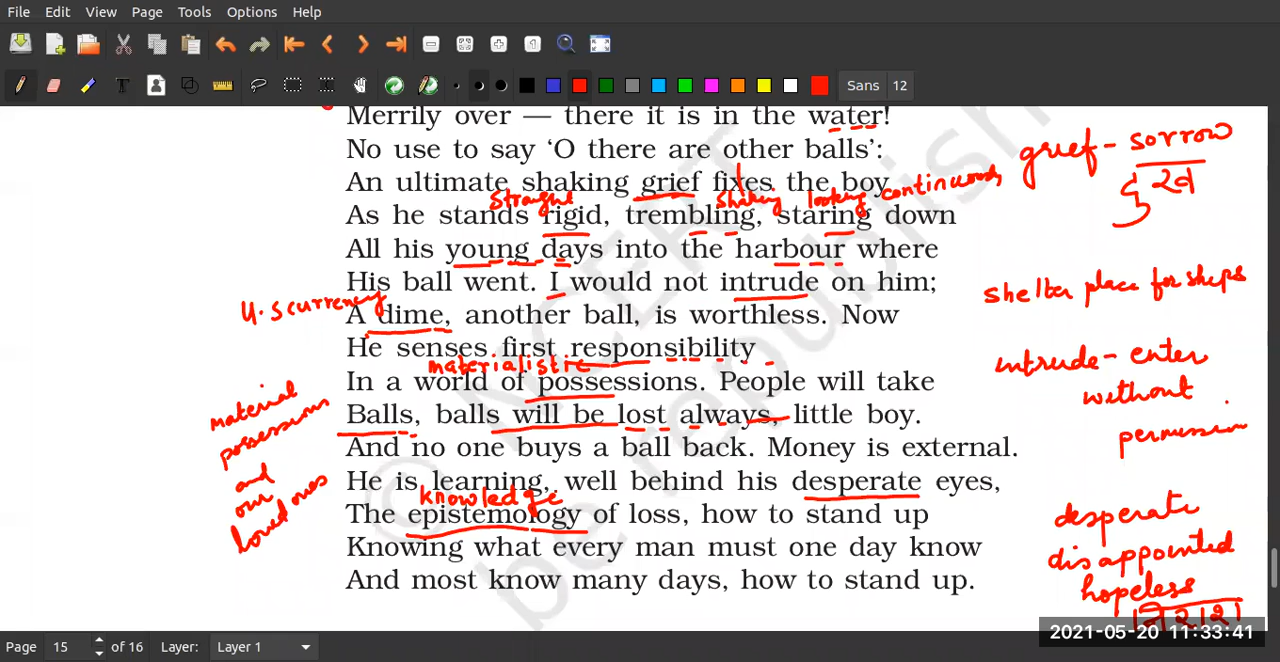 File Edit View Page Tools Options Help
Sans 12
Merrily over — there it is in the water!
No use to say 'O there are other balls':
An ultimate shaking grief fixes the boy
As he stands rigid, trembling, staring down
All his young days into the harbour where
His ball went. I would not intrude on him;
A dime, another ball, is worthless. Now
He senses first responsibility
In a world of possessions. People will take
Balls, balls will be lost always, little boy.
And no one buys a ball back. Money is external.
He is learning, well behind his desperate eyes,
The epistemology of loss, how to stand up
Knowing what every man must one day know
And most know many days, how to stand up.
grief - sorrow
straight shaking looking continuously
shelter place for ships
U.S currency
intrude - enter
without
permission
materialistic
material
possessions
and
our
loved ones
knowledge
desperate
disappointed
hopeless
© NCERT
be republish
2021-05-20 11:33:41
Page 15 of 16 Layer: Layer 1